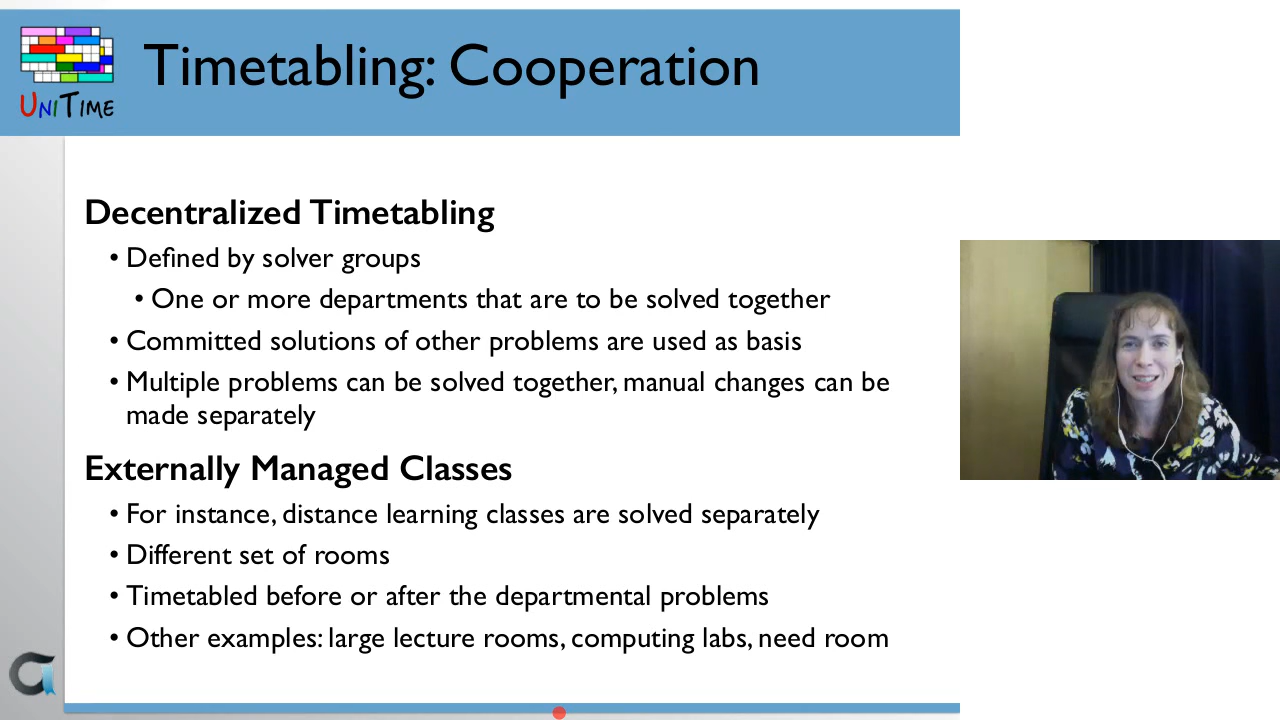 UNITIME
Timetabling: Cooperation
Decentralized Timetabling
• Defined by solver groups
• One or more departments that are to be solved together
• Committed solutions of other problems are used as basis
• Multiple problems can be solved together, manual changes can be
made separately
Externally Managed Classes
• For instance, distance learning classes are solved separately
• Different set of rooms
• Timetabled before or after the departmental problems
• Other examples: large lecture rooms, computing labs, need room